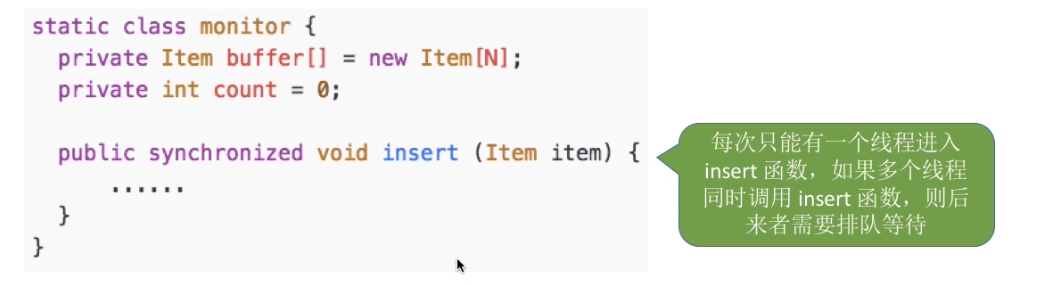 static class monitor {
private Item buffer[] = new Item[N];
private int count = 0;
public synchronized void insert (Item item) {
......
}
}
每次只能有一个线程进入
insert 函数，如果多个线程
同时调用 insert 函数，则后
来者需要排队等待